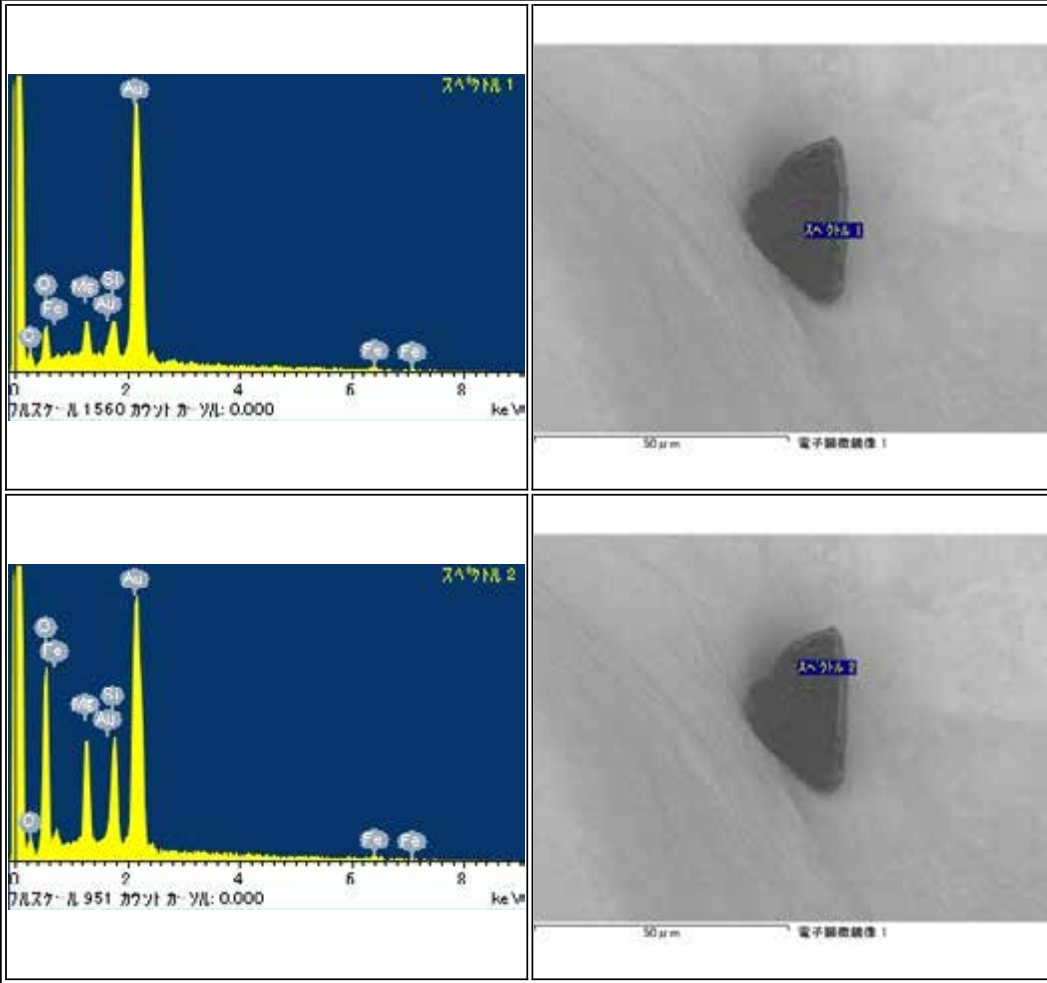 スペクトル 1
Au
O
Fe
Mg
Si
Au
C
Fe
Fe
0 2 4 6 8
フルスケール 1560 カウント カーソル: 0.000 keV
スペクトル 1
50μm 電子顕微鏡像 1
スペクトル 2
Au
O
Fe
Mg
Si
Au
C
Fe
Fe
0 2 4 6 8
フルスケール 951 カウント カーソル: 0.000 keV
スペクトル 2
50μm 電子顕微鏡像 1